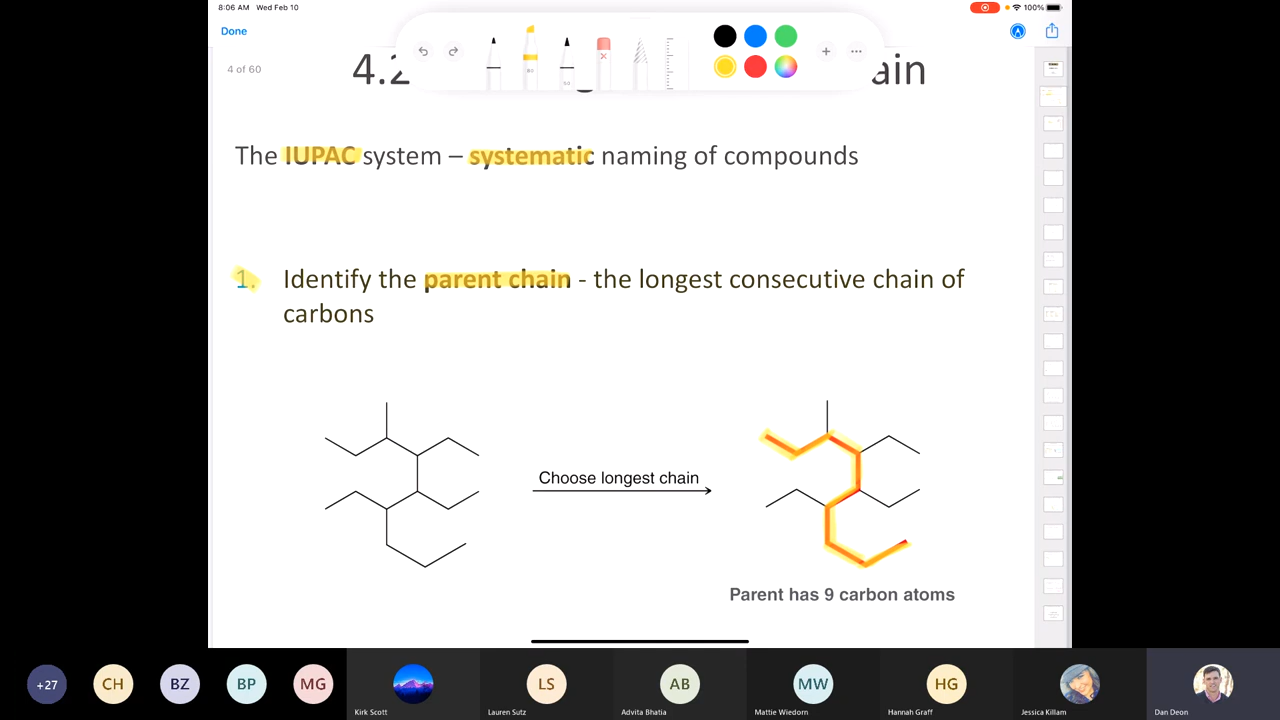 8:06 AM Wed Feb 10
100%
Done
4 of 60
4.2 ain
The IUPAC system – systematic naming of compounds
1. Identify the parent chain - the longest consecutive chain of
carbons
Choose longest chain
Parent has 9 carbon atoms
+27 CH BZ BP MG LS AB MW HG
Kirk Scott Lauren Sutz Advita Bhatia Mattie Wiedorn Hannah Graff Jessica Killam Dan Deon